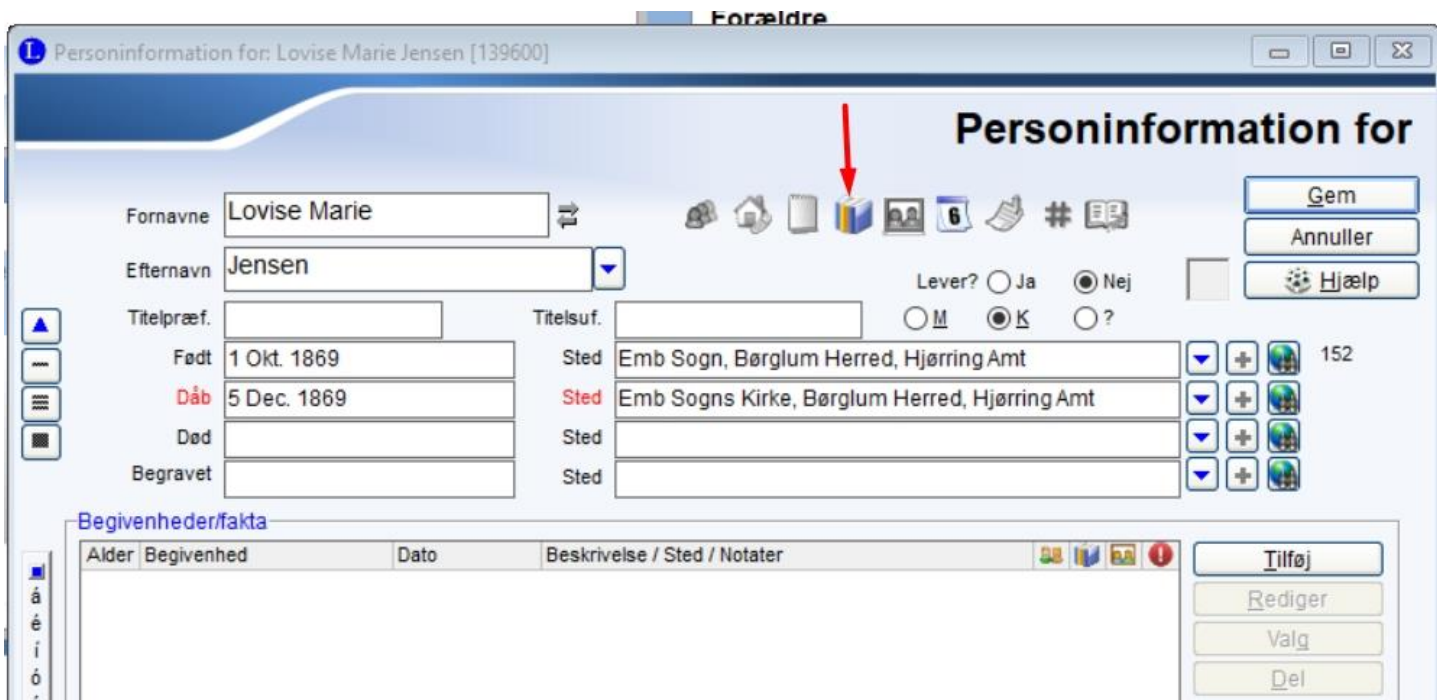 Forældre
Personinformation for: Lovise Marie Jensen [139600]
Personinformation for
Fornavne Lovise Marie
6 #
Gem
Annuller
Efternavn Jensen
Lever? Ja Nej
Hjælp
Titelpræf. Titelsuf. M K ?
Født 1 Okt. 1869 Sted Emb Sogn, Børglum Herred, Hjørring Amt 152
Dåb 5 Dec. 1869 Sted Emb Sogns Kirke, Børglum Herred, Hjørring Amt
Død Sted
Begravet Sted
Begivenheder/fakta
Alder Begivenhed Dato Beskrivelse / Sted / Notater
Tilføj
Rediger
Valg
Del
á
é
í
ó